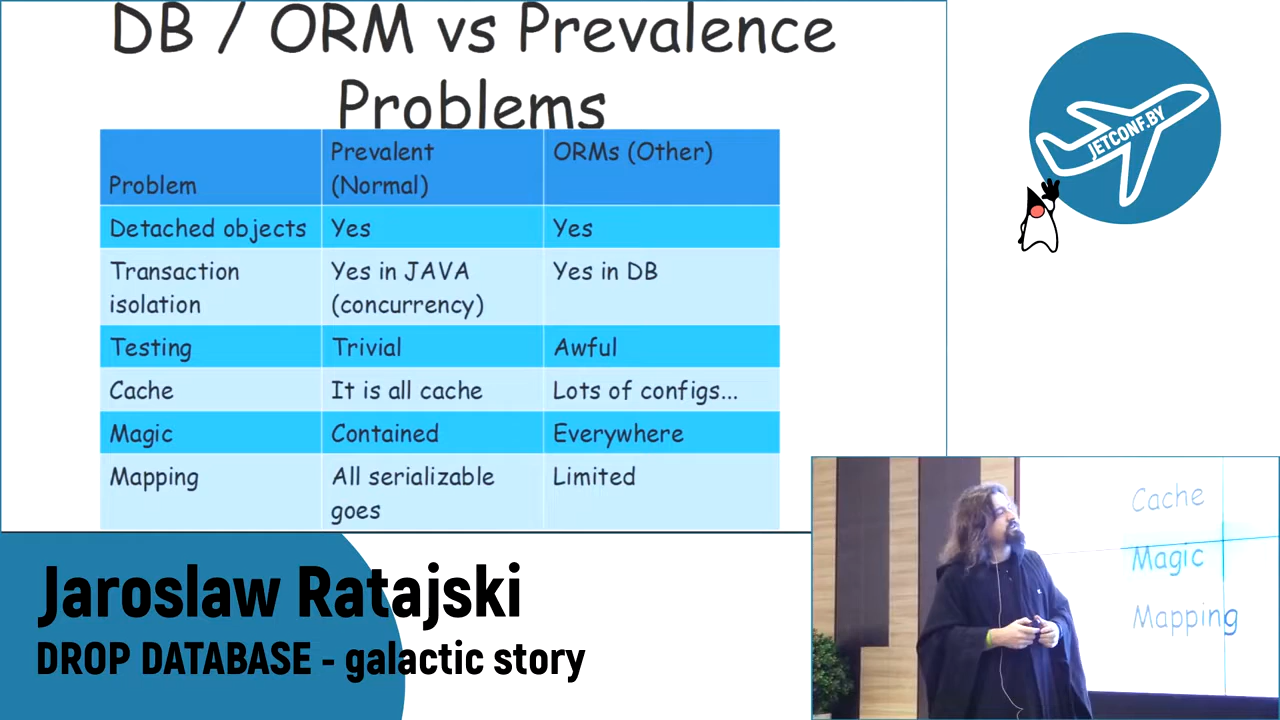 DB / ORM vs Prevalence
Problems
Problem
Prevalent
(Normal)
ORMs (Other)
Detached objects
Yes
Yes
Transaction
isolation
Yes in JAVA
(concurrency)
Yes in DB
Testing
Trivial
Awful
Cache
It is all cache
Lots of configs...
Magic
Contained
Everywhere
Mapping
All serializable
goes
Limited
JETCONF.BY
Cache
Magic
Mapping
Jaroslaw Ratajski
DROP DATABASE - galactic story